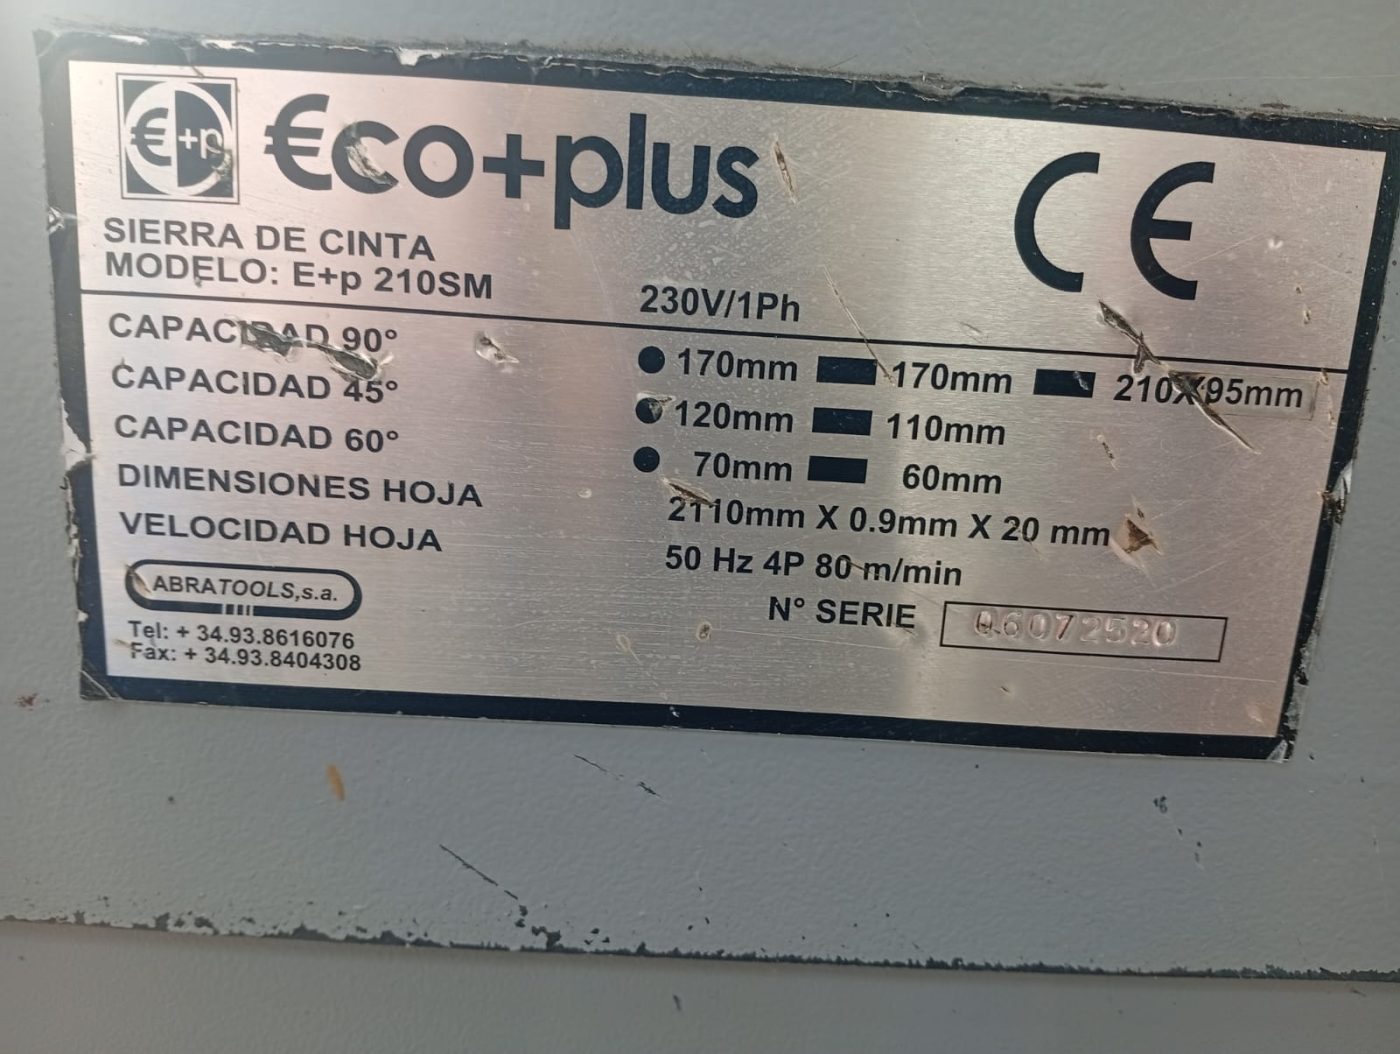 €+p €co+plus CE
SIERRA DE CINTA
MODELO: E+p 210SM 230V/1Ph
CAPACIDAD 90° ● 170mm ▬ 170mm ▬ 210X95mm
CAPACIDAD 45° ● 120mm ▬ 110mm
CAPACIDAD 60° ● 70mm ▬ 60mm
DIMENSIONES HOJA 2110mm X 0.9mm X 20 mm
VELOCIDAD HOJA 50 Hz 4P 80 m/min
ABRATOOLS,s.a. N° SERIE 06072520
Tel: + 34.93.8616076
Fax: + 34.93.8404308